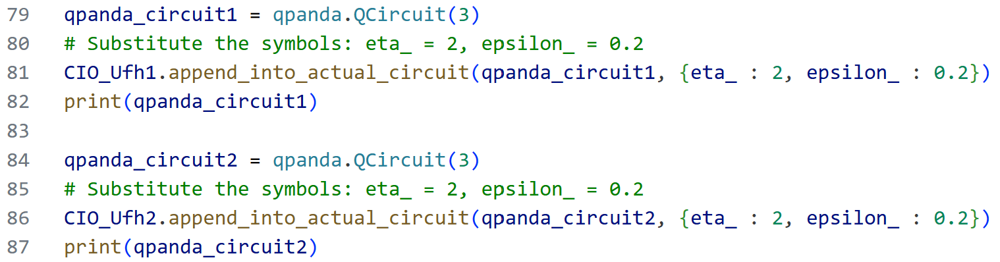 79 qpanda_circuit1 = qpanda.QCircuit(3)
80 # Substitute the symbols: eta_ = 2, epsilon_ = 0.2
81 CIO_Ufh1.append_into_actual_circuit(qpanda_circuit1, {eta_ : 2, epsilon_ : 0.2})
82 print(qpanda_circuit1)
83
84 qpanda_circuit2 = qpanda.QCircuit(3)
85 # Substitute the symbols: eta_ = 2, epsilon_ = 0.2
86 CIO_Ufh2.append_into_actual_circuit(qpanda_circuit2, {eta_ : 2, epsilon_ : 0.2})
87 print(qpanda_circuit2)